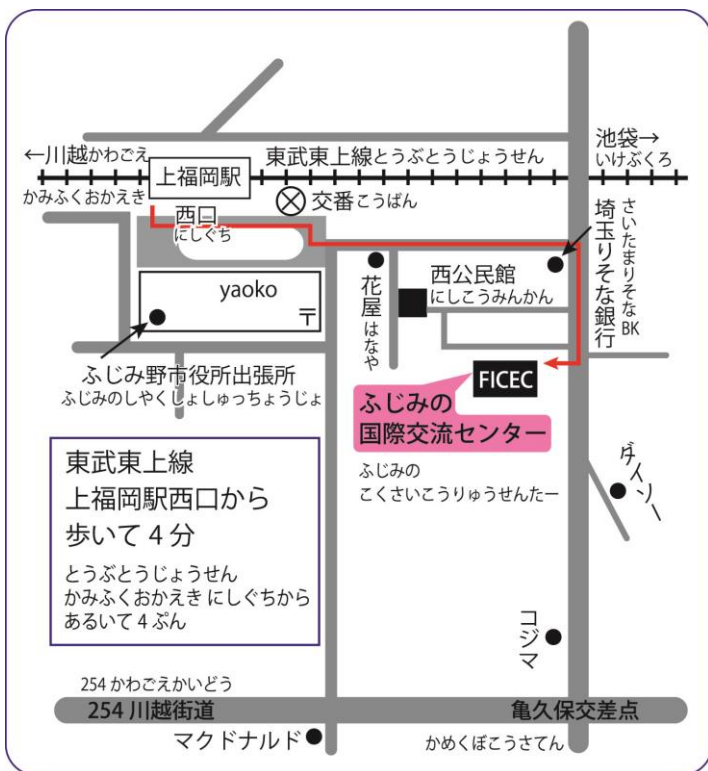 池袋→
いけぶくろ
←川越かわごえ
上福岡駅
東武東上線とうぶとうじょうせん
かみふくおかえき
交番こうばん
西口
にしぐち
埼玉りそな銀行
さいたまりそなBK
花屋はなや
西公民館
にしこうみんかん
yaoko
〒
ふじみ野市役所出張所
ふじみのしやくしょしゅっちょうじょ
FICEC
ふじみの
国際交流センター
ふじみの
こくさいこうりゅうせんたー
ダイソー
東武東上線
上福岡駅西口から
歩いて4分
とうぶとうじょうせん
かみふくおかえき にしぐちから
あるいて4ぷん
コジマ
254 かわごえかいどう
254 川越街道
亀久保交差点
マクドナルド
かめくぼこうさてん